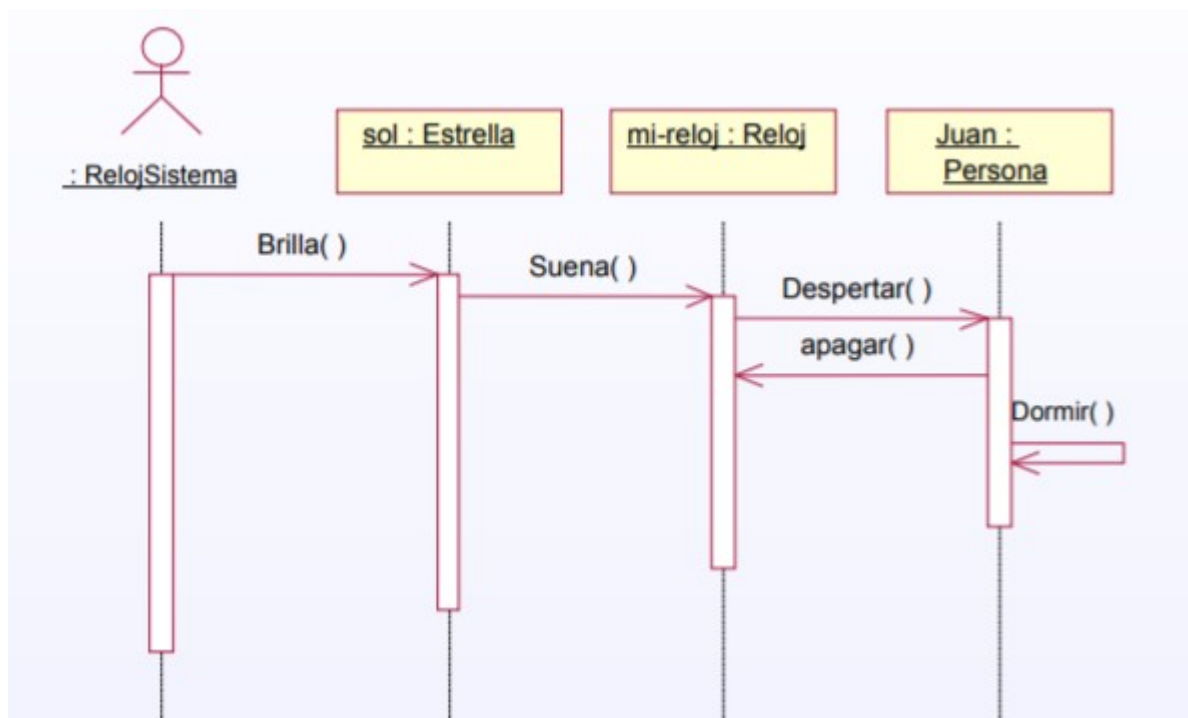 : RelojSistema
sol : Estrella
mi-reloj : Reloj
Juan :
Persona
Brilla( )
Suena( )
Despertar( )
apagar( )
Dormir( )